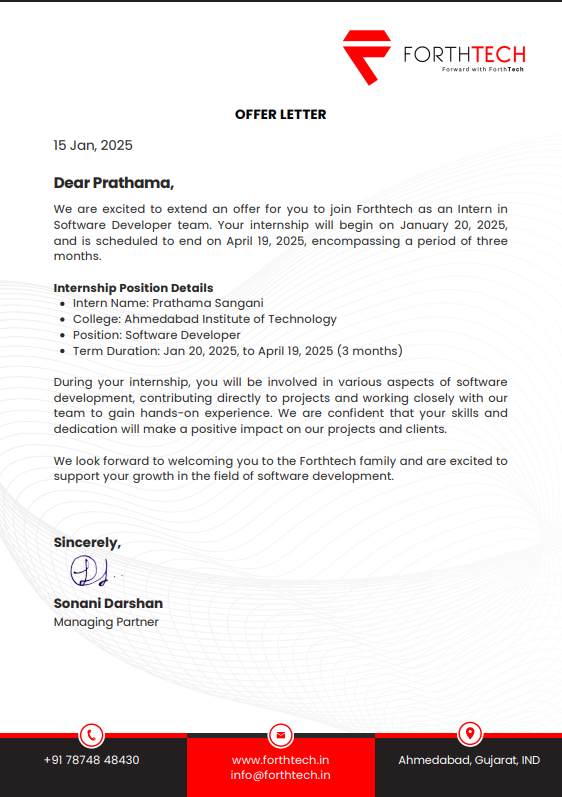 FORTHTECH
Forward with ForthTech
OFFER LETTER
15 Jan, 2025
Dear Prathama,
We are excited to extend an offer for you to join Forthtech as an Intern in
Software Developer team. Your internship will begin on January 20, 2025,
and is scheduled to end on April 19, 2025, encompassing a period of three
months.
Internship Position Details
• Intern Name: Prathama Sangani
• College: Ahmedabad Institute of Technology
• Position: Software Developer
• Term Duration: Jan 20, 2025, to April 19, 2025 (3 months)
During your internship, you will be involved in various aspects of software
development, contributing directly to projects and working closely with our
team to gain hands-on experience. We are confident that your skills and
dedication will make a positive impact on our projects and clients.
We look forward to welcoming you to the Forthtech family and are excited to
support your growth in the field of software development.
Sincerely,
Sonani Darshan
Managing Partner
+91 78748 48430
www.forthtech.in
info@forthtech.in
Ahmedabad, Gujarat, IND